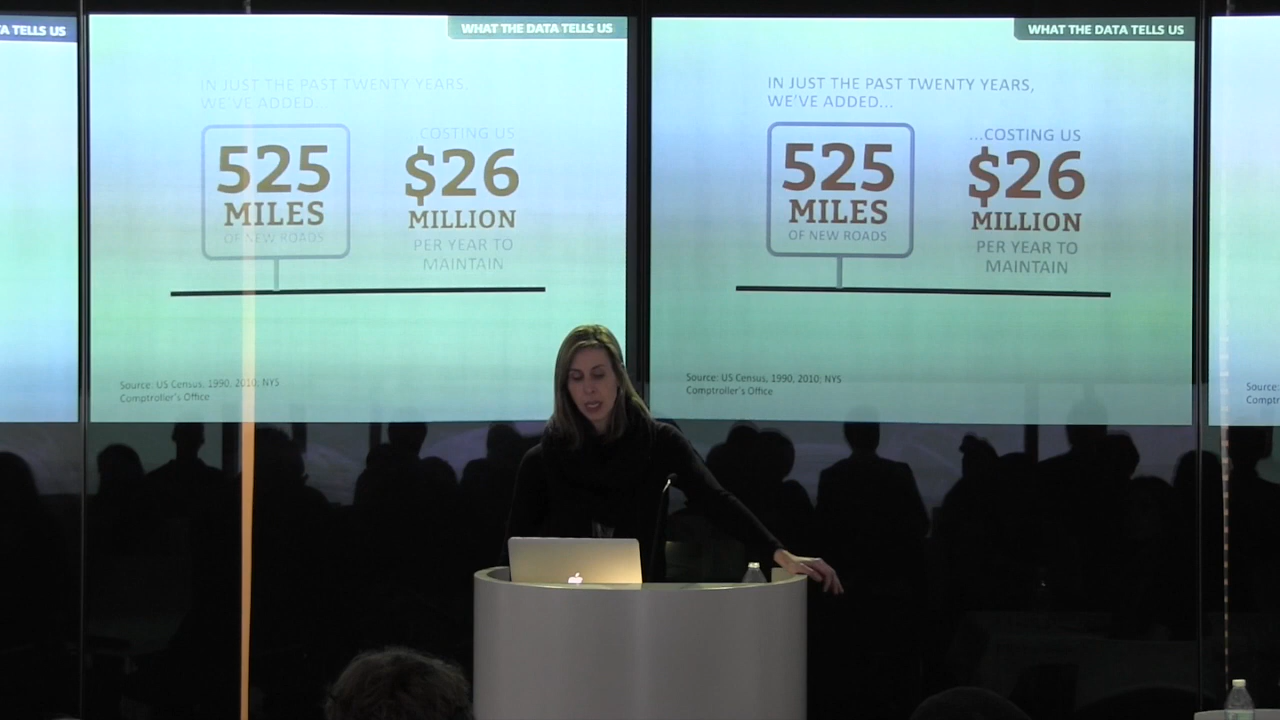 A TELLS US
WHAT THE DATA TELLS US
IN JUST THE PAST TWENTY YEARS,
WE'VE ADDED...
525
MILES
OF NEW ROADS
COSTING US
$26
MILLION
PER YEAR TO
MAINTAIN
Source: US Census, 1990, 2010; NYS
Comptroller's Office
WHAT THE DATA TELLS US
IN JUST THE PAST TWENTY YEARS,
WE'VE ADDED...
525
MILES
OF NEW ROADS
...COSTING US
$26
MILLION
PER YEAR TO
MAINTAIN
Source: US Census, 1990, 2010; NYS
Comptroller's Office
Source:
Comptr